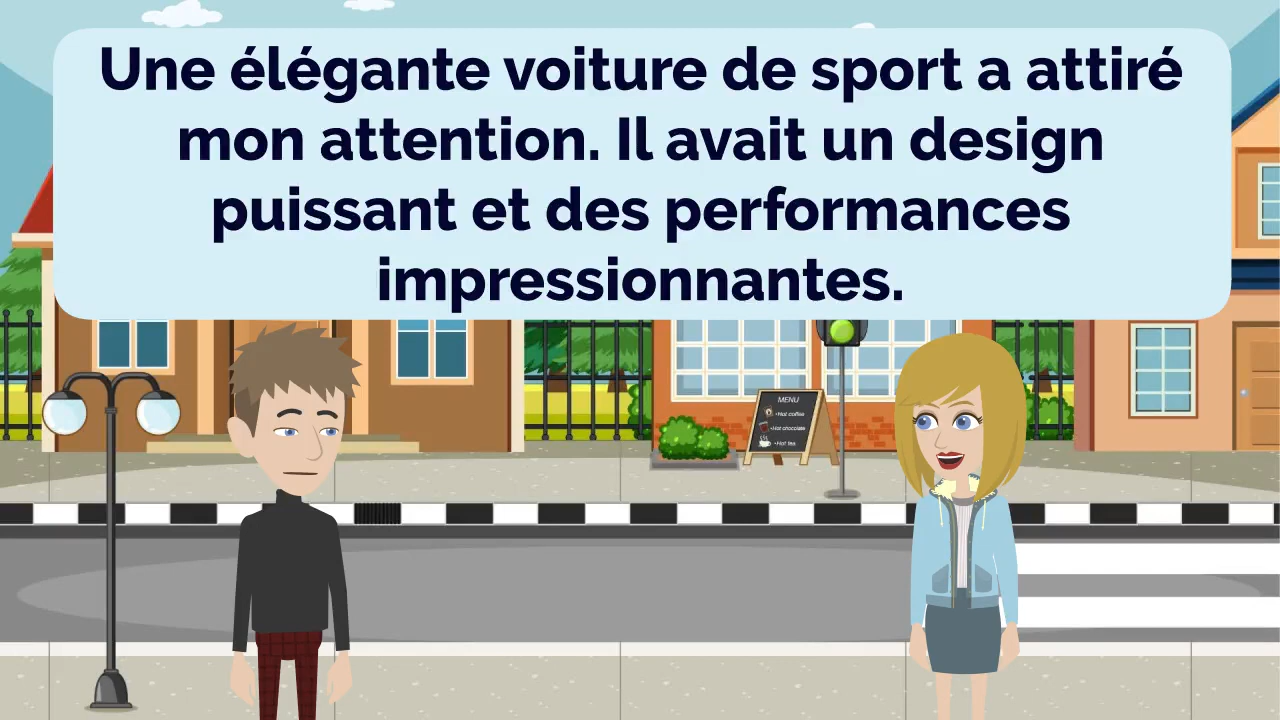 Une élégante voiture de sport a attiré
mon attention. Il avait un design
puissant et des performances
impressionnantes.
MENU
•Hot coffee
•Hot chocolate
•Hot tea